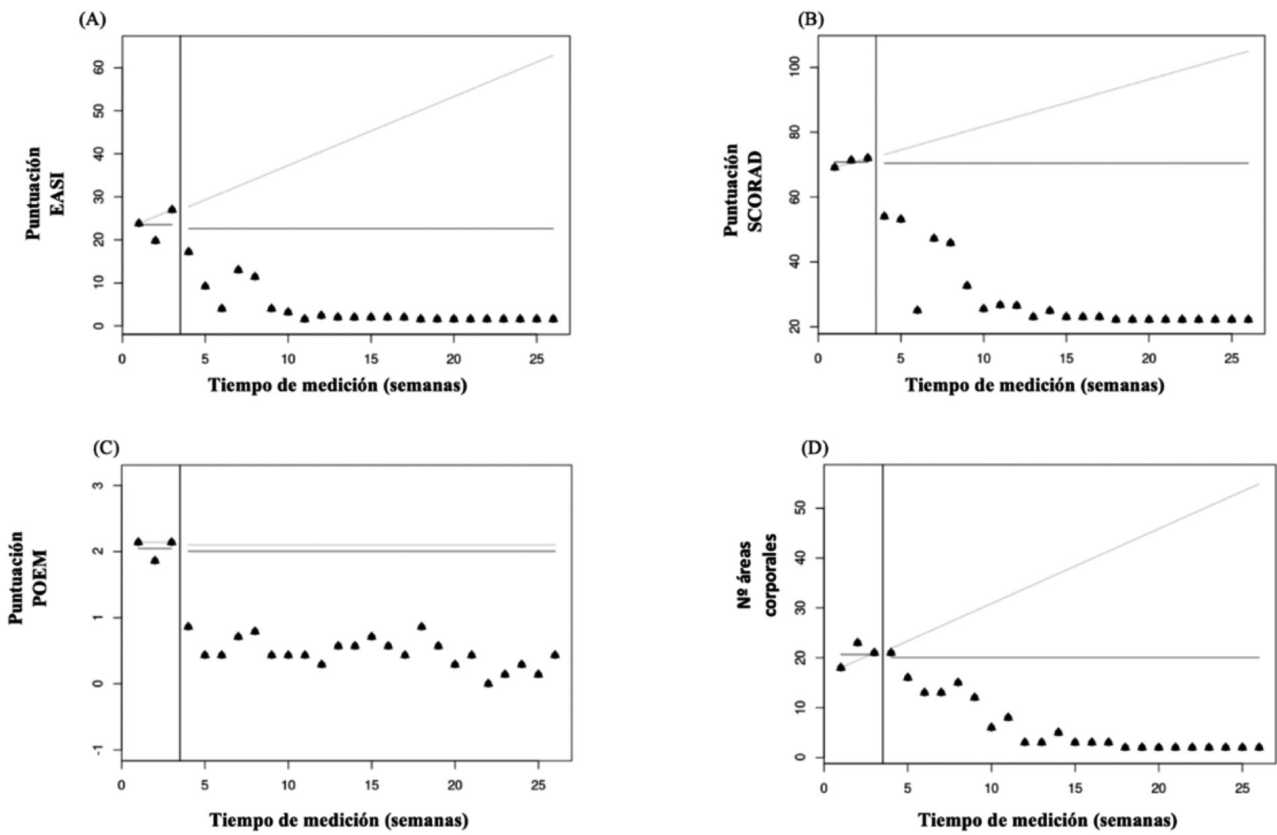 (A)
Puntuación
EASI
60
50
40
30
20
10
0
0 5 10 15 20 25
Tiempo de medición (semanas)
(B)
Puntuación
SCORAD
100
80
60
40
20
0 5 10 15 20 25
Tiempo de medición (semanas)
(C)
Puntuación
POEM
3
2
1
0
-1
0 5 10 15 20 25
Tiempo de medición (semanas)
(D)
Nº áreas
corporales
50
40
30
20
10
0
0 5 10 15 20 25
Tiempo de medición (semanas)